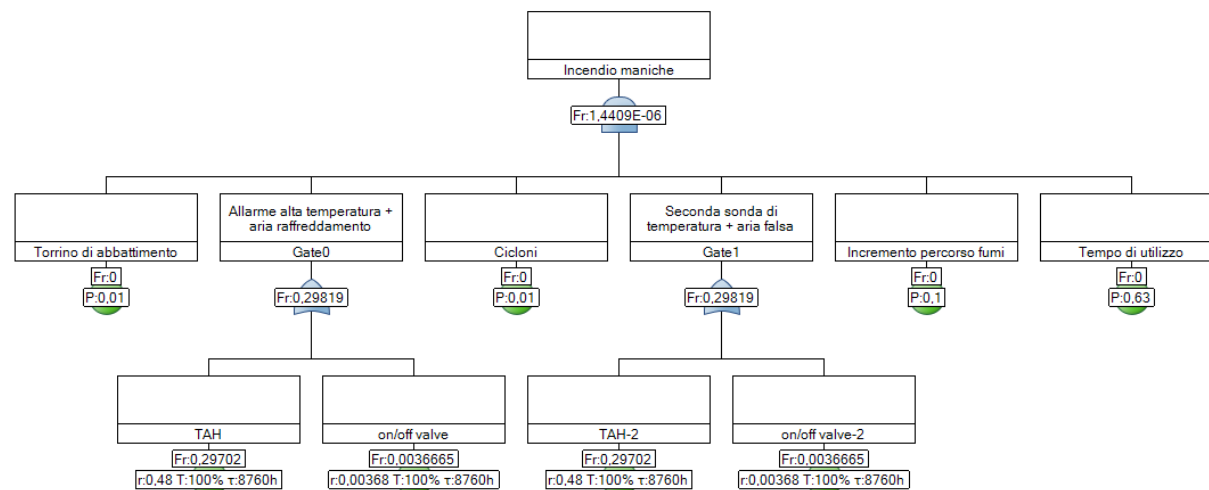 Incendio maniche
Fr:1,4409E-06
Torrino di abbattimento
Fr:0
P:0,01
Allarme alta temperatura +
aria raffreddamento
Gate0
Fr:0,29819
Cicloni
Fr:0
P:0,01
Seconda sonda di
temperatura + aria falsa
Gate1
Fr:0,29819
Incremento percorso fumi
Fr:0
P:0,1
Tempo di utilizzo
Fr:0
P:0,63
TAH
Fr:0,29702
r:0,48 T:100% τ:8760h
on/off valve
Fr:0,0036665
r:0,00368 T:100% τ:8760h
TAH-2
Fr:0,29702
r:0,48 T:100% τ:8760h
on/off valve-2
Fr:0,0036665
r:0,00368 T:100% τ:8760h